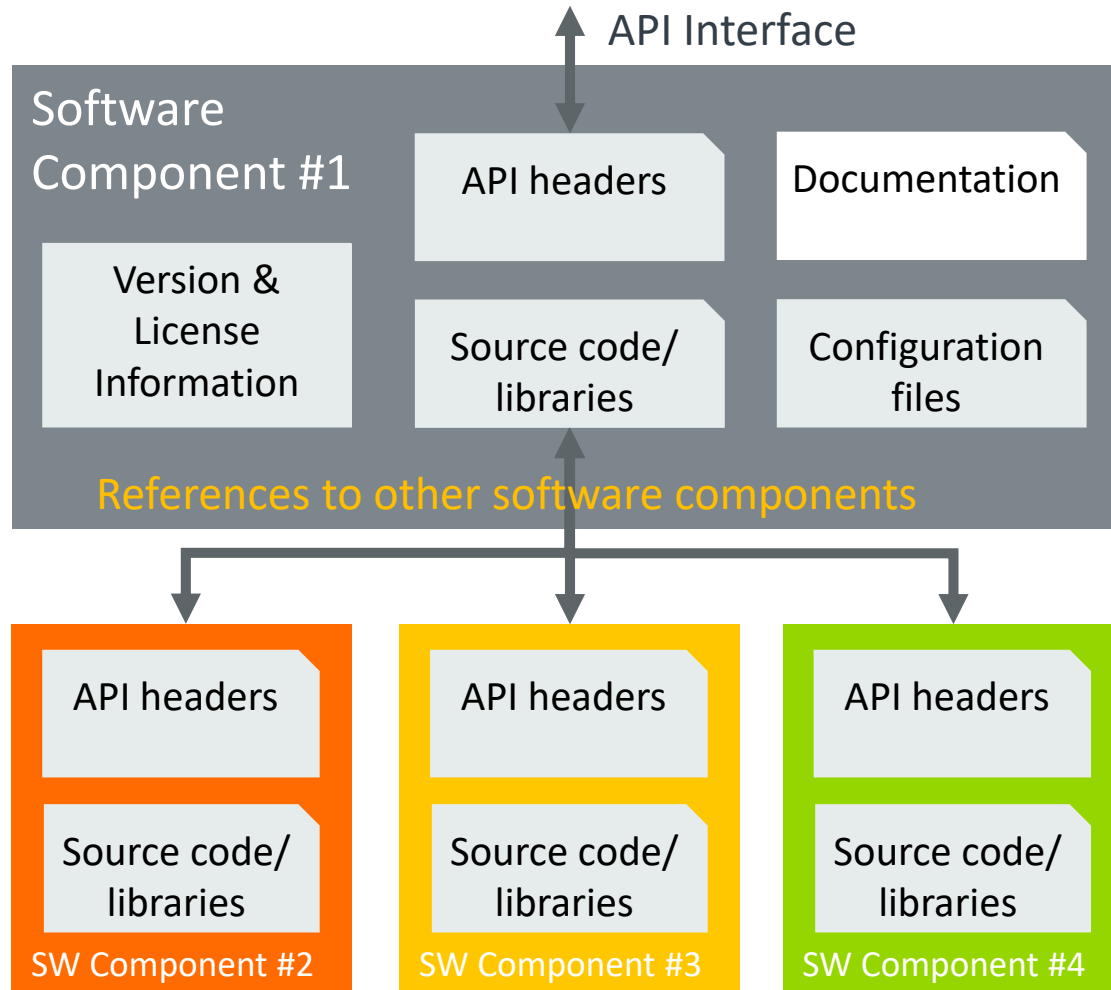 API Interface
Software
Component #1
API headers
Documentation
Version &
License
Information
Source code/
libraries
Configuration
files
References to other software components
API headers
Source code/
libraries
SW Component #2
API headers
Source code/
libraries
SW Component #3
API headers
Source code/
libraries
SW Component #4